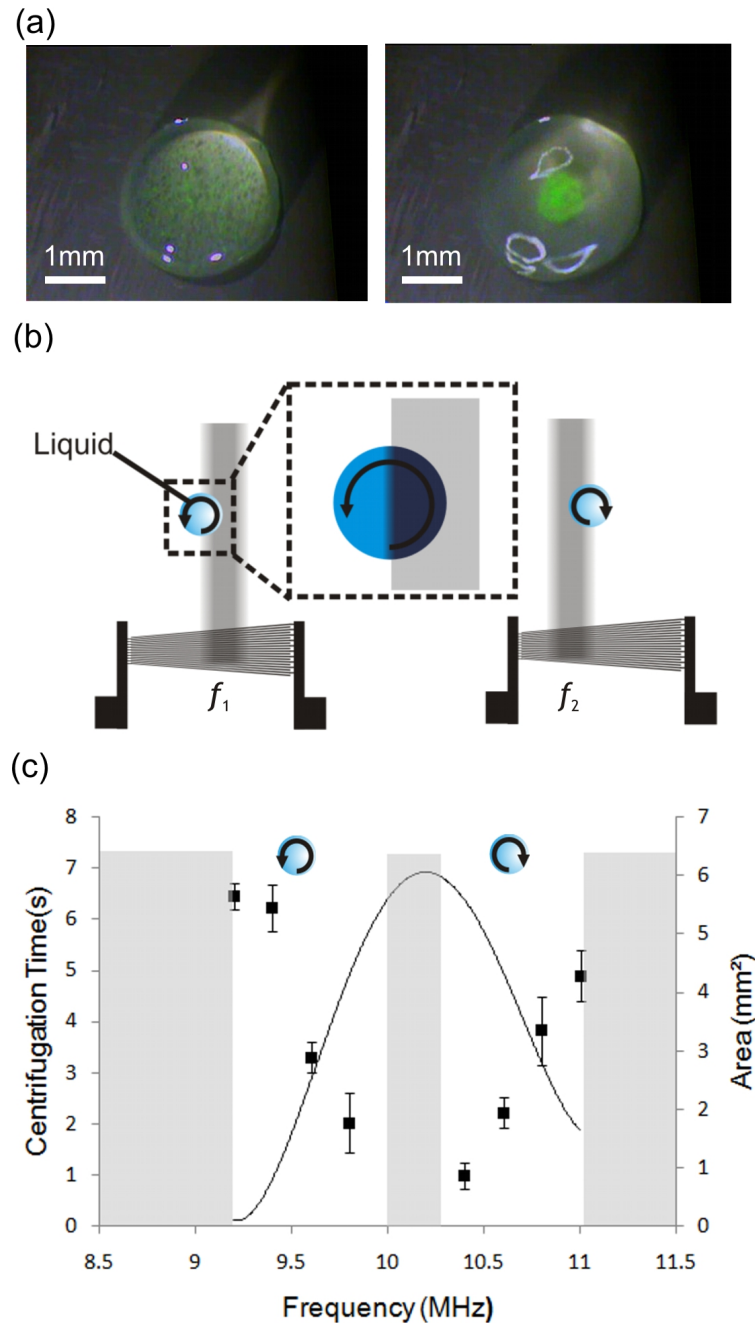 (a)
1mm
1mm
(b)
Liquid
f1
f2
(c)
Centrifugation Time(s)
8
7
6
5
4
3
2
1
0
7
6
5
4
3
2
1
0
Area (mm²)
8.5 9 9.5 10 10.5 11 11.5
Frequency (MHz)